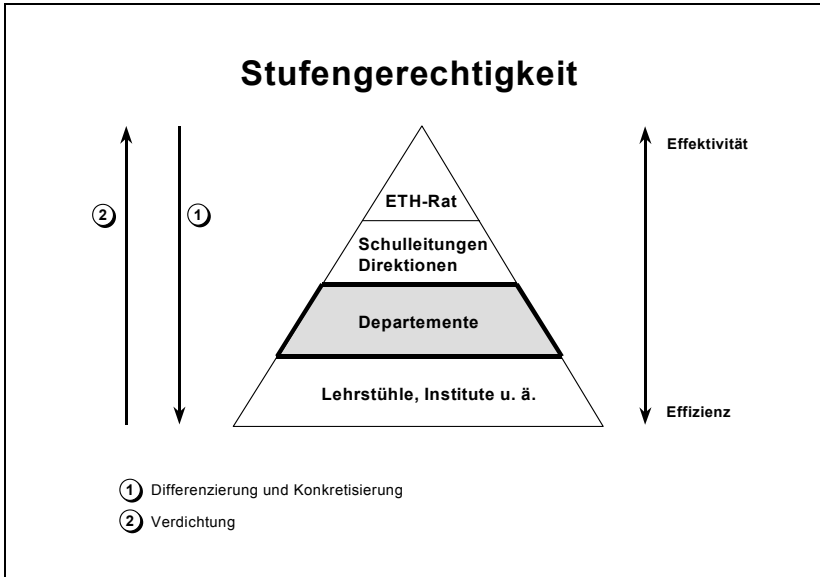 Stufengerechtigkeit
Effektivität
ETH-Rat
2
1
Schulleitungen
Direktionen
Departemente
Lehrstühle, Institute u. ä.
Effizienz
1 Differenzierung und Konkretisierung
2 Verdichtung